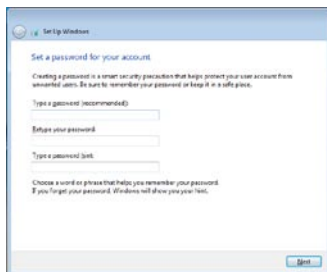 Set Up Windows
Set a password for your account
Creating a password is a smart security precaution that helps protect your user account from
unwanted users. Be sure to remember your password or keep it in a safe place.
Type a password (recommended):
Retype your password:
Type a password hint:
Choose a word or phrase that helps you remember your password.
If you forget your password, Windows will show you your hint.
Next